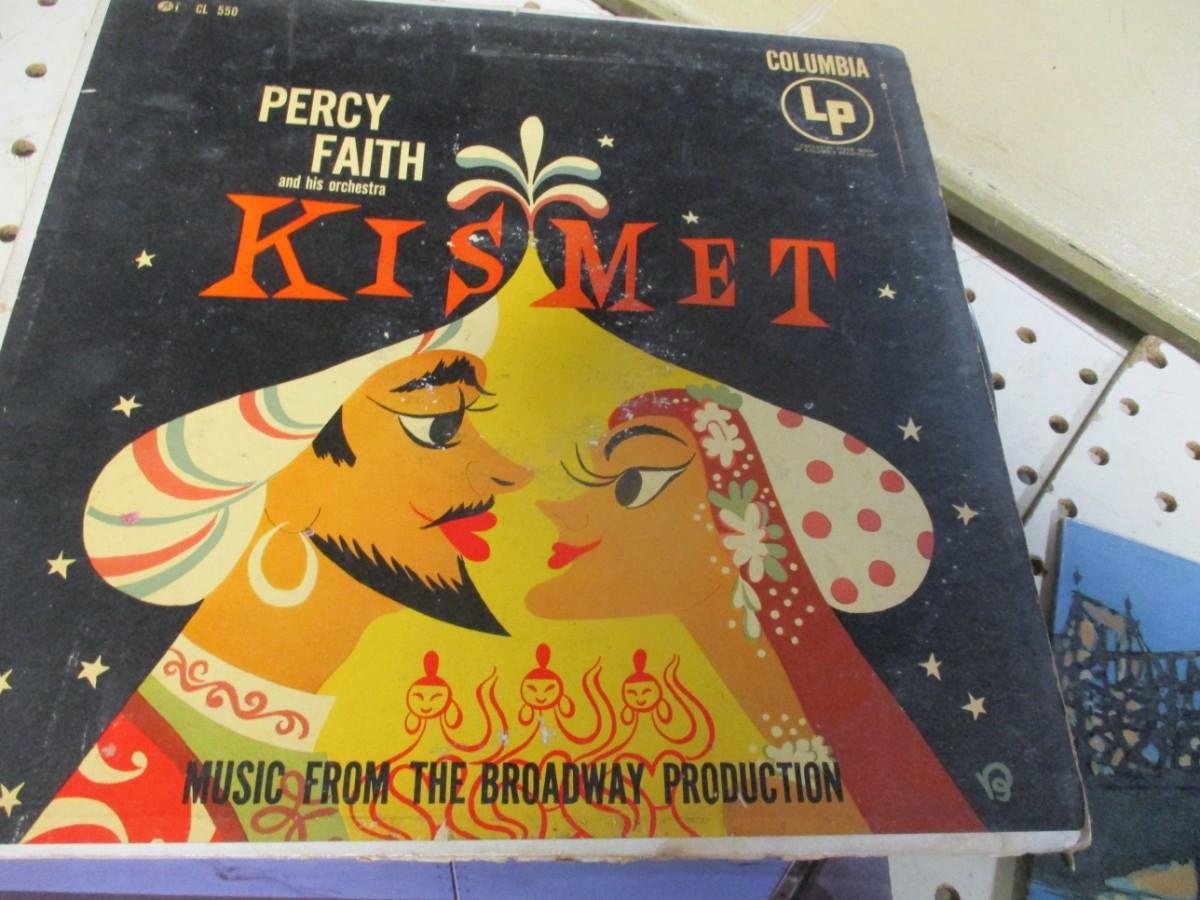 CL 550
COLUMBIA
LP
PERCY
FAITH
and his orchestra
KISMET
MUSIC FROM THE BROADWAY PRODUCTION